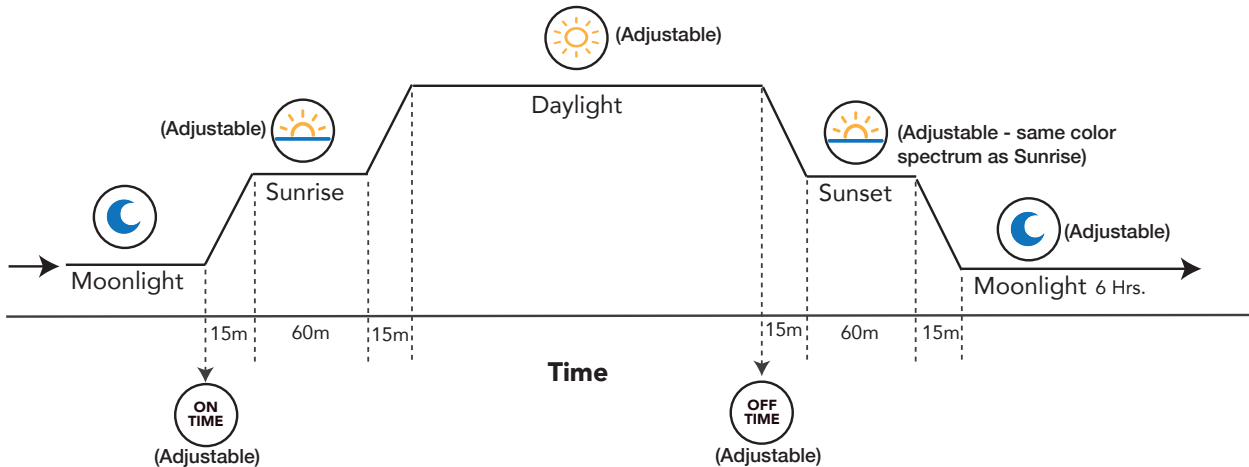 (Adjustable)
Daylight
(Adjustable)
Sunrise
(Adjustable - same color
spectrum as Sunrise)
Sunset
Moonlight
(Adjustable)
Moonlight 6 Hrs.
15m
60m
15m
15m
60m
15m
Time
ON
TIME
(Adjustable)
OFF
TIME
(Adjustable)